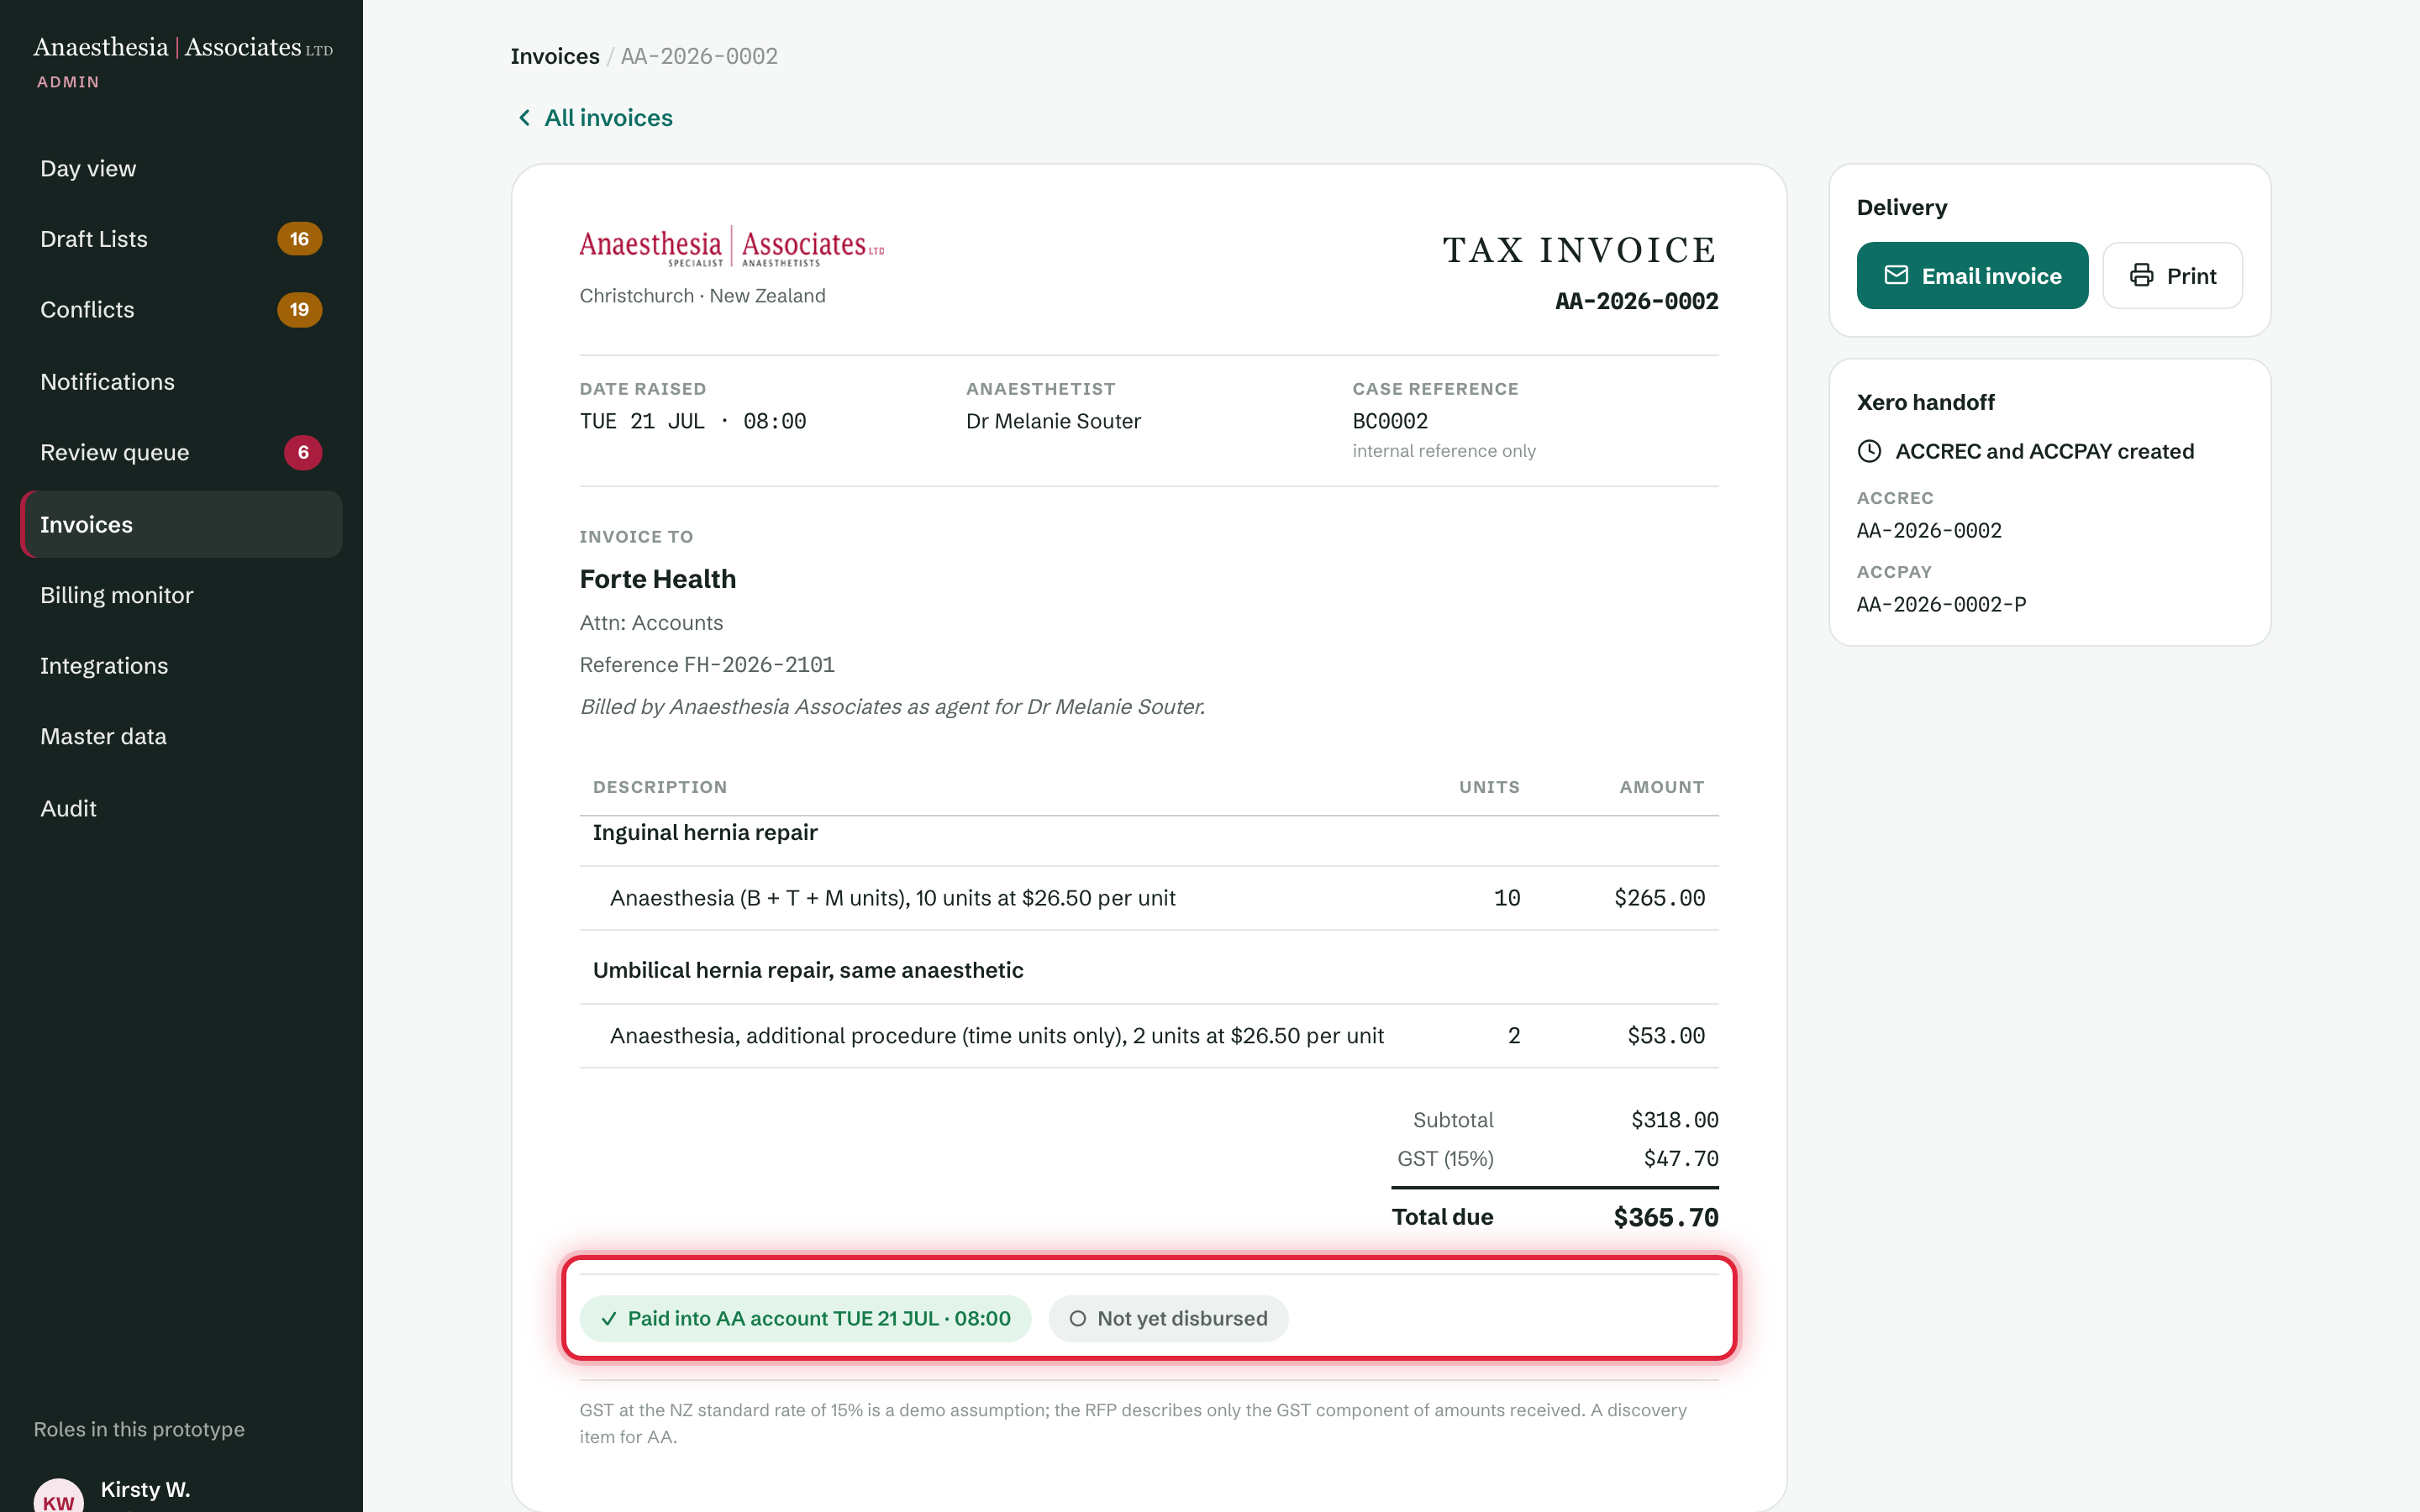 Anaesthesia | Associates LTD
ADMIN
Day view
Draft Lists 16
Conflicts 19
Notifications
Review queue 6
Invoices
Billing monitor
Integrations
Master data
Audit
Roles in this prototype
KW Kirsty W.
Invoices / AA-2026-0002
All invoices
Anaesthesia | Associates LTD
SPECIALIST ANAESTHETISTS
Christchurch · New Zealand
TAX INVOICE
AA-2026-0002
DATE RAISED
TUE 21 JUL · 08:00
ANAESTHETIST
Dr Melanie Souter
CASE REFERENCE
BC0002
internal reference only
INVOICE TO
Forte Health
Attn: Accounts
Reference FH-2026-2101
Billed by Anaesthesia Associates as agent for Dr Melanie Souter.
DESCRIPTION UNITS AMOUNT
Inguinal hernia repair
Anaesthesia (B + T + M units), 10 units at $26.50 per unit 10 $265.00
Umbilical hernia repair, same anaesthetic
Anaesthesia, additional procedure (time units only), 2 units at $26.50 per unit 2 $53.00
Subtotal $318.00
GST (15%) $47.70
Total due $365.70
Paid into AA account TUE 21 JUL · 08:00 Not yet disbursed
GST at the NZ standard rate of 15% is a demo assumption; the RFP describes only the GST component of amounts received. A discovery
item for AA.
Delivery
Email invoice Print
Xero handoff
ACCREC and ACCPAY created
ACCREC
AA-2026-0002
ACCPAY
AA-2026-0002-P